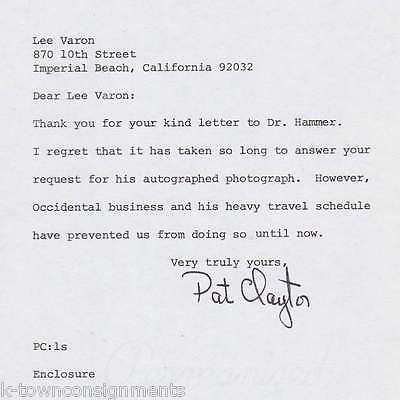 Lee Varon
870 10th Street
Imperial Beach, California 92032
Dear Lee Varon:
Thank you for your kind letter to Dr. Hammer.
I regret that it has taken so long to answer your
request for his autographed photograph. However,
Occidental business and his heavy travel schedule
have prevented us from doing so until now.
Very truly yours,
Pat Clayton
PC:ls
Enclosure
k-townconsignments